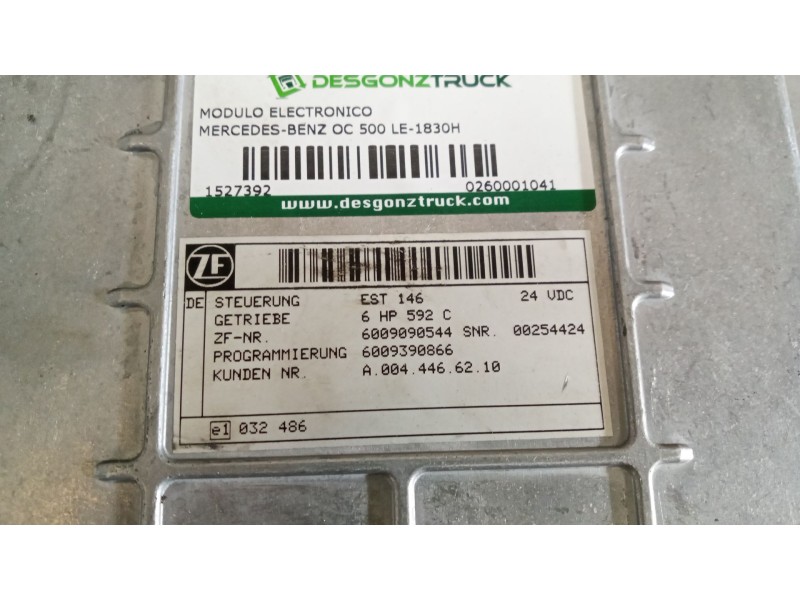 DESGONZTRUCK
MODULO ELECTRONICO
MERCEDES-BENZ OC 500 LE-1830H
1527392 0260001041
www.desgonztruck.com
ZF
DE STEUERUNG EST 146 24 VDC
GETRIEBE 6 HP 592 C
ZF-NR. 6009090544 SNR. 00254424
PROGRAMMIERUNG 6009390866
KUNDEN NR. A.004.446.62.10
e1 032 486